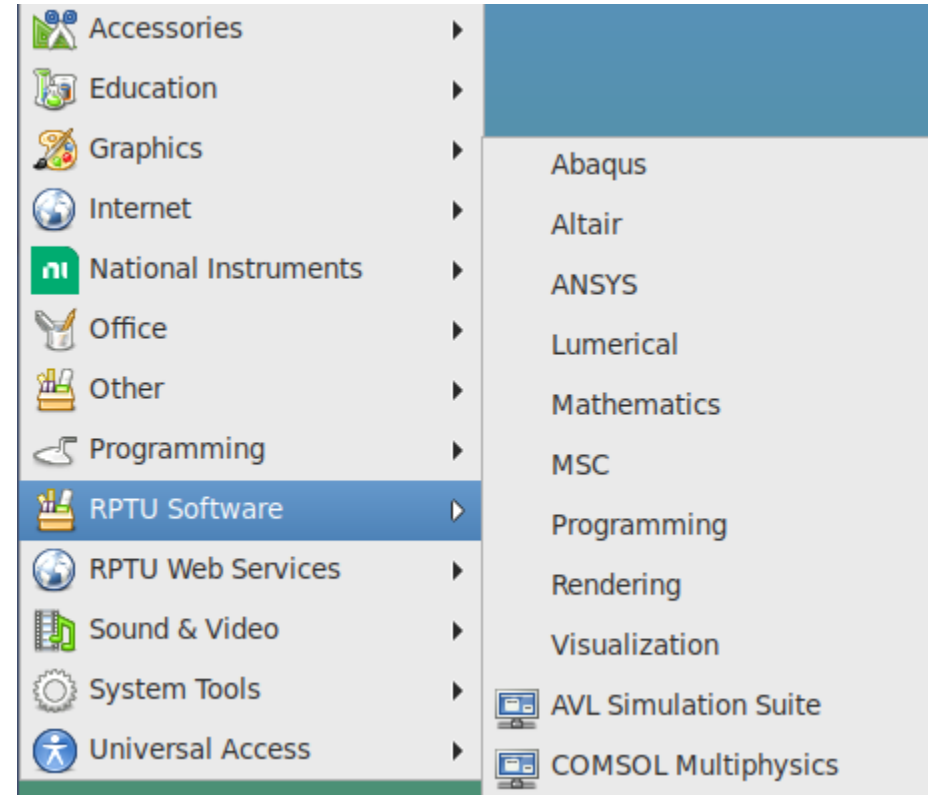 Accessories
Education
Graphics
Internet
National Instruments
Office
Other
Programming
RPTU Software
RPTU Web Services
Sound & Video
System Tools
Universal Access
Abaqus
Altair
ANSYS
Lumerical
Mathematics
MSC
Programming
Rendering
Visualization
AVL Simulation Suite
COMSOL Multiphysics